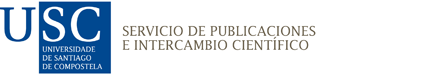 USC
UNIVERSIDADE
DE SANTIAGO
DE COMPOSTELA
SERVICIO DE PUBLICACIONES
E INTERCAMBIO CIENTÍFICO